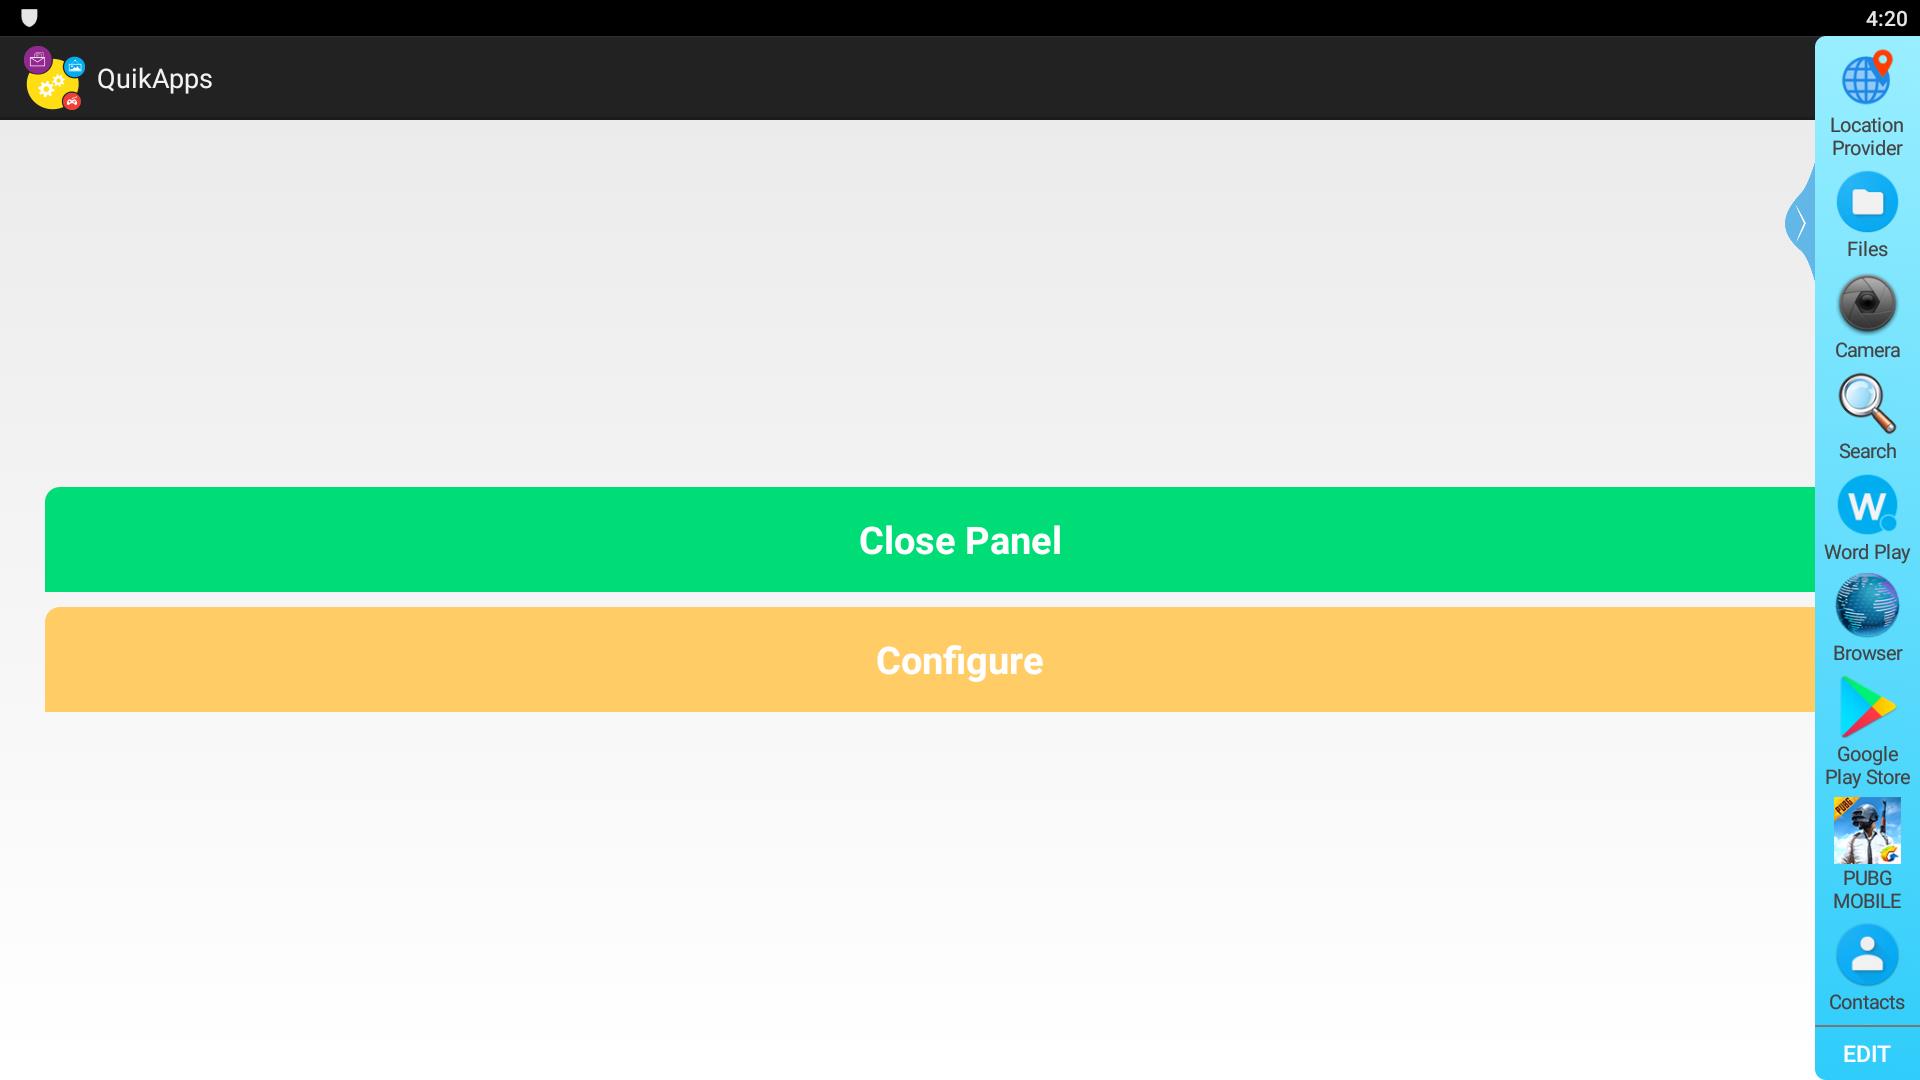 4:20
QuikApps
Location
Provider
Files
Camera
Search
W
Word Play
Browser
Google
Play Store
PUBG
PUBG
MOBILE
Contacts
EDIT
Close Panel
Configure